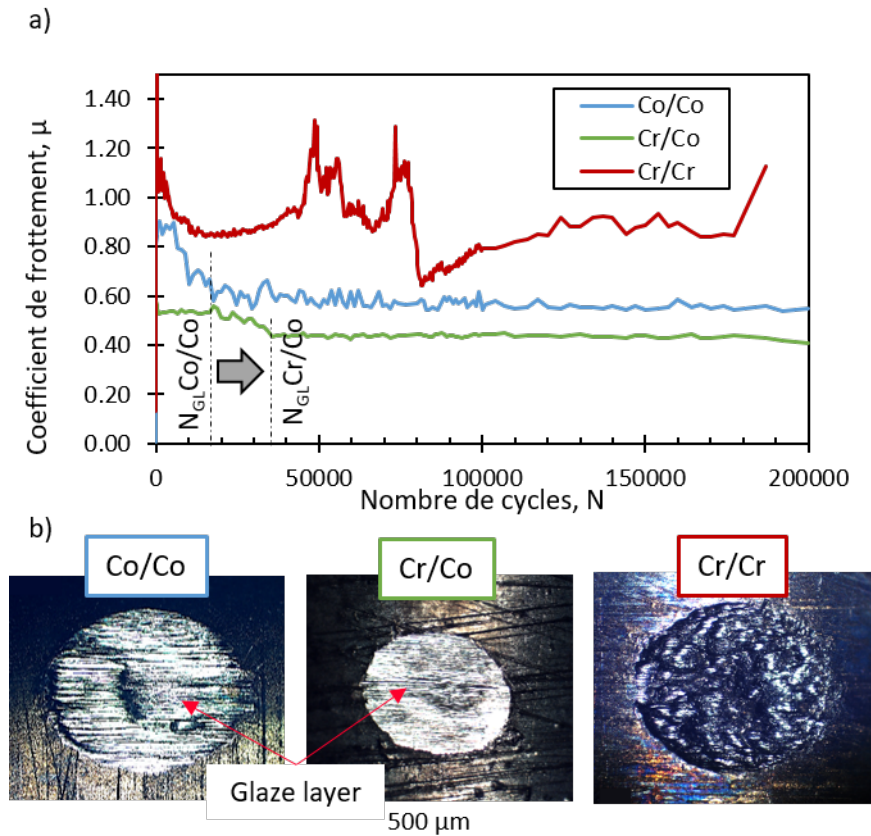 a)
Coefficient de frottement, µ
1.40
1.20
1.00
0.80
0.60
0.40
0.20
0.00
Co/Co
Cr/Co
Cr/Cr
N_GL Co/Co
N_GL Cr/Co
0
50000
100000
150000
200000
Nombre de cycles, N
b)
Co/Co
Cr/Co
Cr/Cr
Glaze layer
500 µm